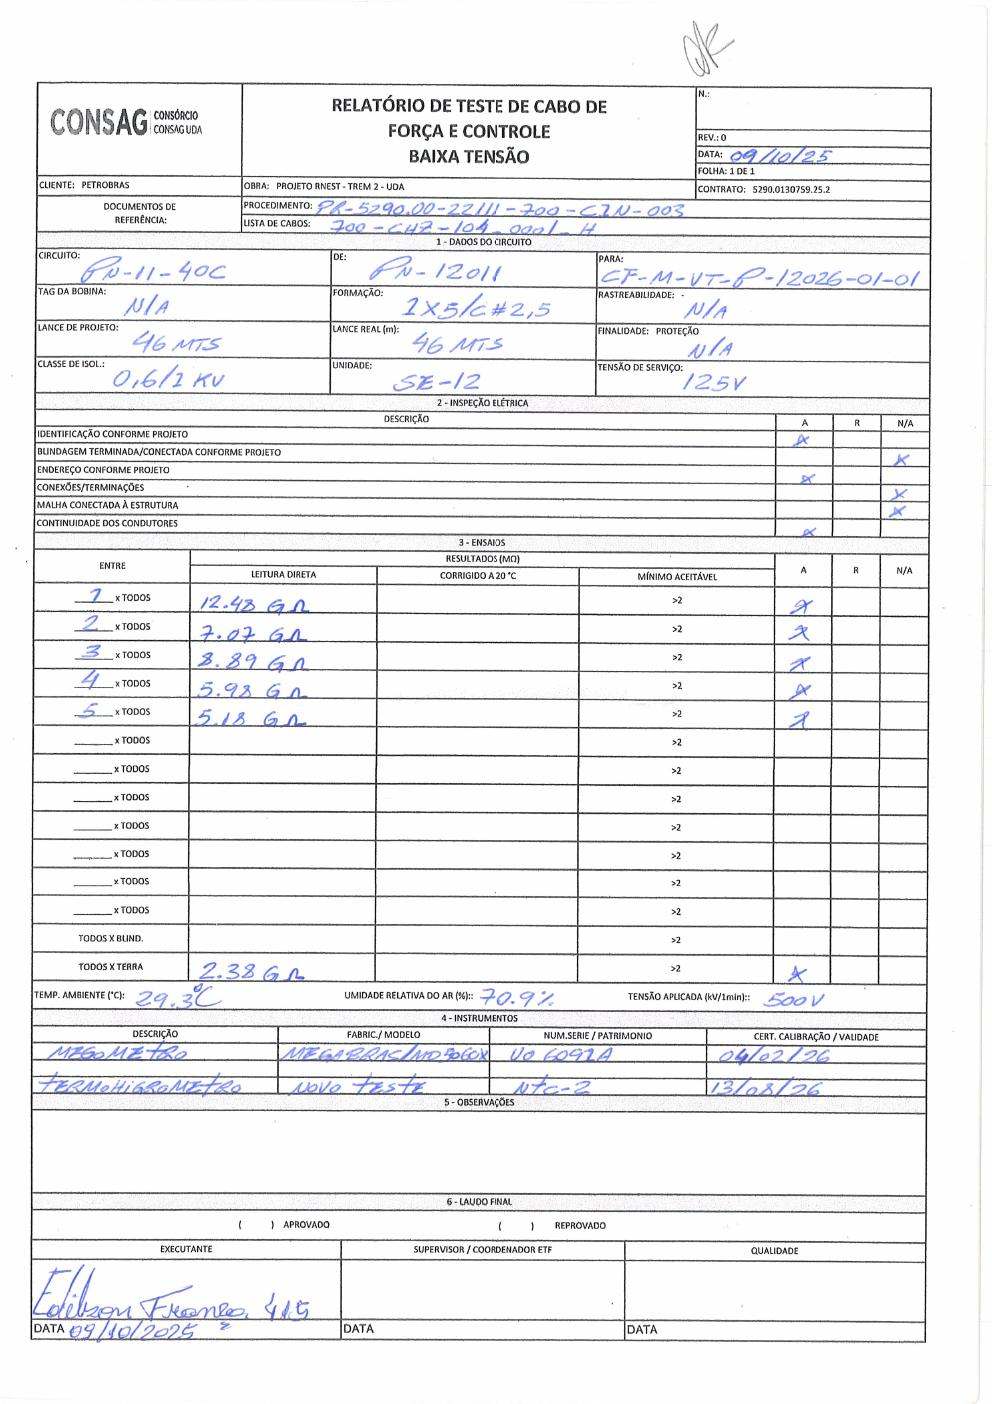 OK
CONSAG CONSÓRCIO CONSAG UDA
RELATÓRIO DE TESTE DE CABO DE
FORÇA E CONTROLE
BAIXA TENSÃO
N.:
REV.: 0
DATA: 09/10/25
FOLHA: 1 DE 1
CLIENTE: PETROBRAS
OBRA: PROJETO RNEST - TREM 2 - UDA
CONTRATO: 5290.0130759.25.2
DOCUMENTOS DE REFERÊNCIA:
PROCEDIMENTO: PR-5290.00-22111-700-CZN-003
LISTA DE CABOS: 700-CHZ-104-0001-H
1 - DADOS DO CIRCUITO
CIRCUITO: PN-11-40C
DE: PN-12011
PARA: CF-M-VT-P-12026-01-01
TAG DA BOBINA: N/A
FORMAÇÃO: 1X5/C#2,5
RASTREABILIDADE: - N/A
LANCE DE PROJETO: 46 MTS
LANCE REAL (m): 46 MTS
FINALIDADE: PROTEÇÃO N/A
CLASSE DE ISOL.: 0,6/1 KV
UNIDADE: SE-12
TENSÃO DE SERVIÇO: 125V
2 - INSPEÇÃO ELÉTRICA
DESCRIÇÃO A R N/A
IDENTIFICAÇÃO CONFORME PROJETO X
BLINDAGEM TERMINADA/CONECTADA CONFORME PROJETO X
ENDEREÇO CONFORME PROJETO X
CONEXÕES/TERMINAÇÕES X
MALHA CONECTADA À ESTRUTURA X
CONTINUIDADE DOS CONDUTORES X
3 - ENSAIOS
ENTRE RESULTADOS (MΩ) A R N/A
LEITURA DIRETA CORRIGIDO A 20 °C MÍNIMO ACEITÁVEL
1 x TODOS 12.48 GΩ >2 X
2 x TODOS 7.07 GΩ >2 X
3 x TODOS 8.89 GΩ >2 X
4 x TODOS 5.98 GΩ >2 X
5 x TODOS 5.18 GΩ >2 X
x TODOS >2
x TODOS >2
x TODOS >2
x TODOS >2
x TODOS >2
x TODOS >2
x TODOS >2
TODOS X BLIND. >2
TODOS X TERRA 2.38 GΩ >2 X
TEMP. AMBIENTE (°C): 29.3°C
UMIDADE RELATIVA DO AR (%):: 70.9%
TENSÃO APLICADA (kV/1min):: 500V
4 - INSTRUMENTOS
DESCRIÇÃO FABRIC./ MODELO NUM.SERIE / PATRIMONIO CERT. CALIBRAÇÃO / VALIDADE
MEGOMETRO MEGABRAS/MD5060X UO 6091A 04/02/26
TERMOHIGROMETRO NOVO TESTE NTC-2 13/08/26
5 - OBSERVAÇÕES
6 - LAUDO FINAL
( ) APROVADO ( ) REPROVADO
EXECUTANTE SUPERVISOR / COORDENADOR ETF QUALIDADE
Edibson Franco 415
DATA 09/10/2025 DATA DATA